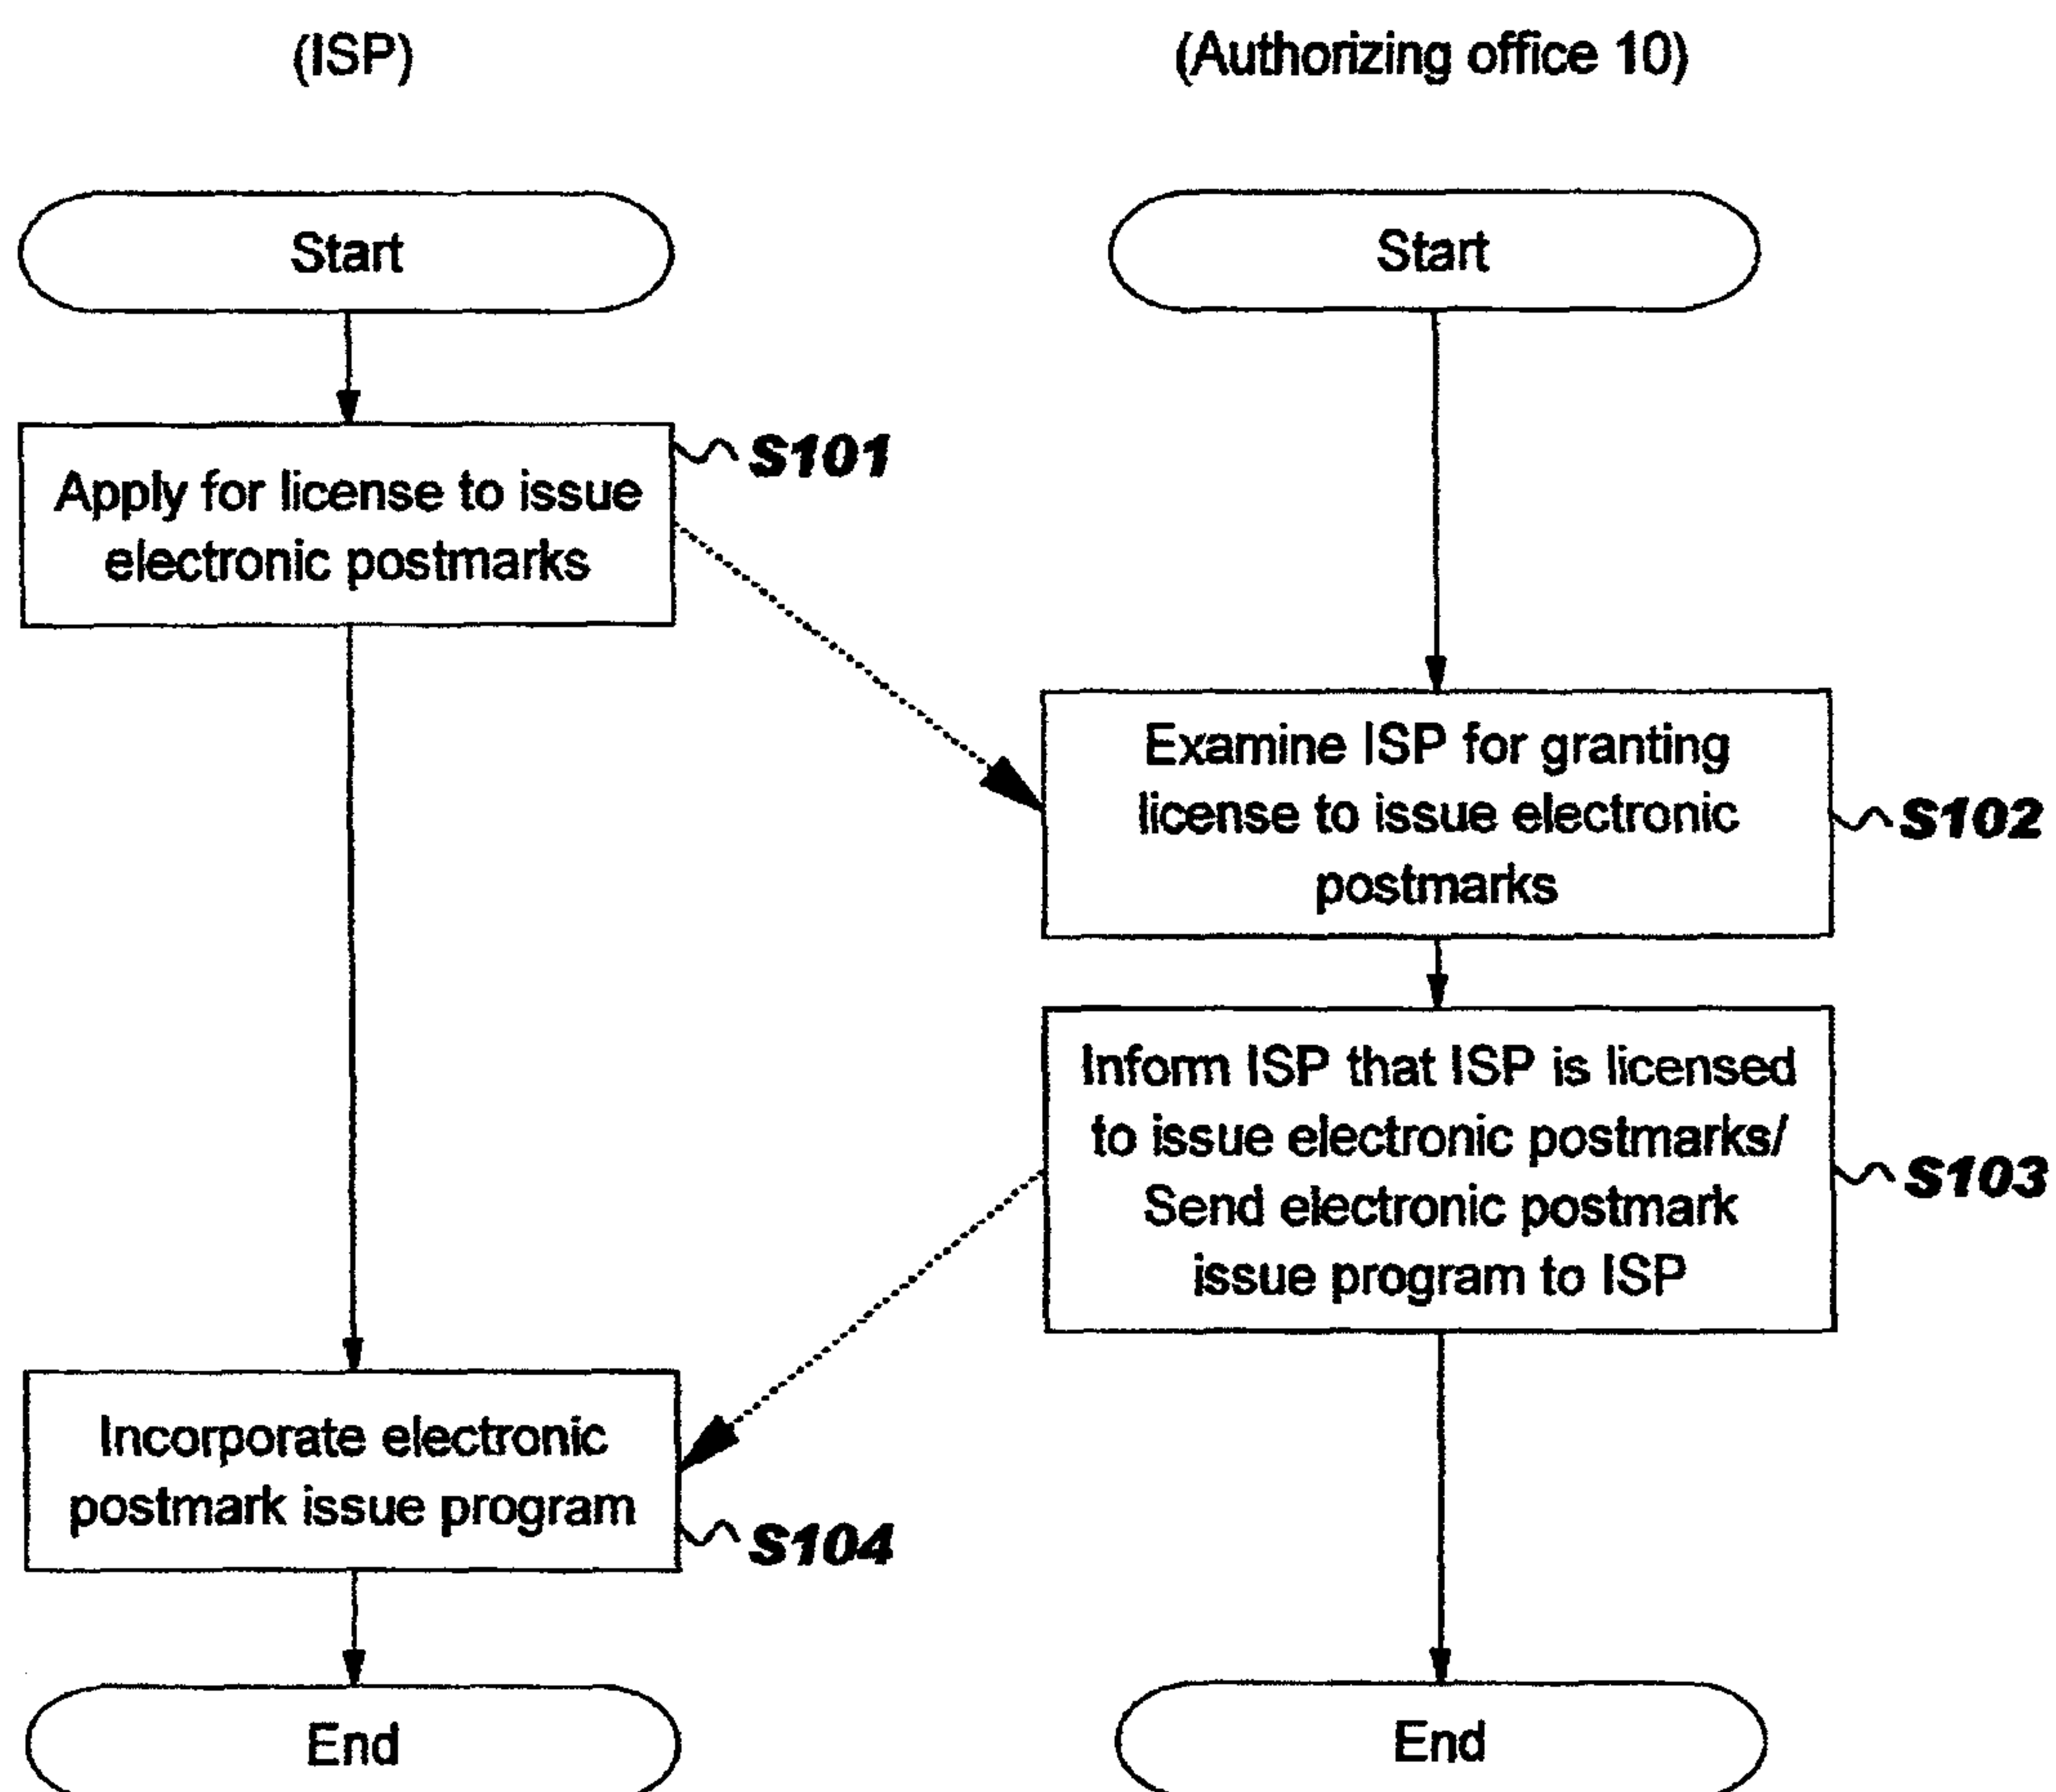 (ISP)
(Authorizing office 10)
Start
Start
Apply for license to issue
electronic postmarks
S101
Examine ISP for granting
license to issue electronic
postmarks
S102
Inform ISP that ISP is licensed
to issue electronic postmarks/
Send electronic postmark
issue program to ISP
S103
Incorporate electronic
postmark issue program
S104
End
End